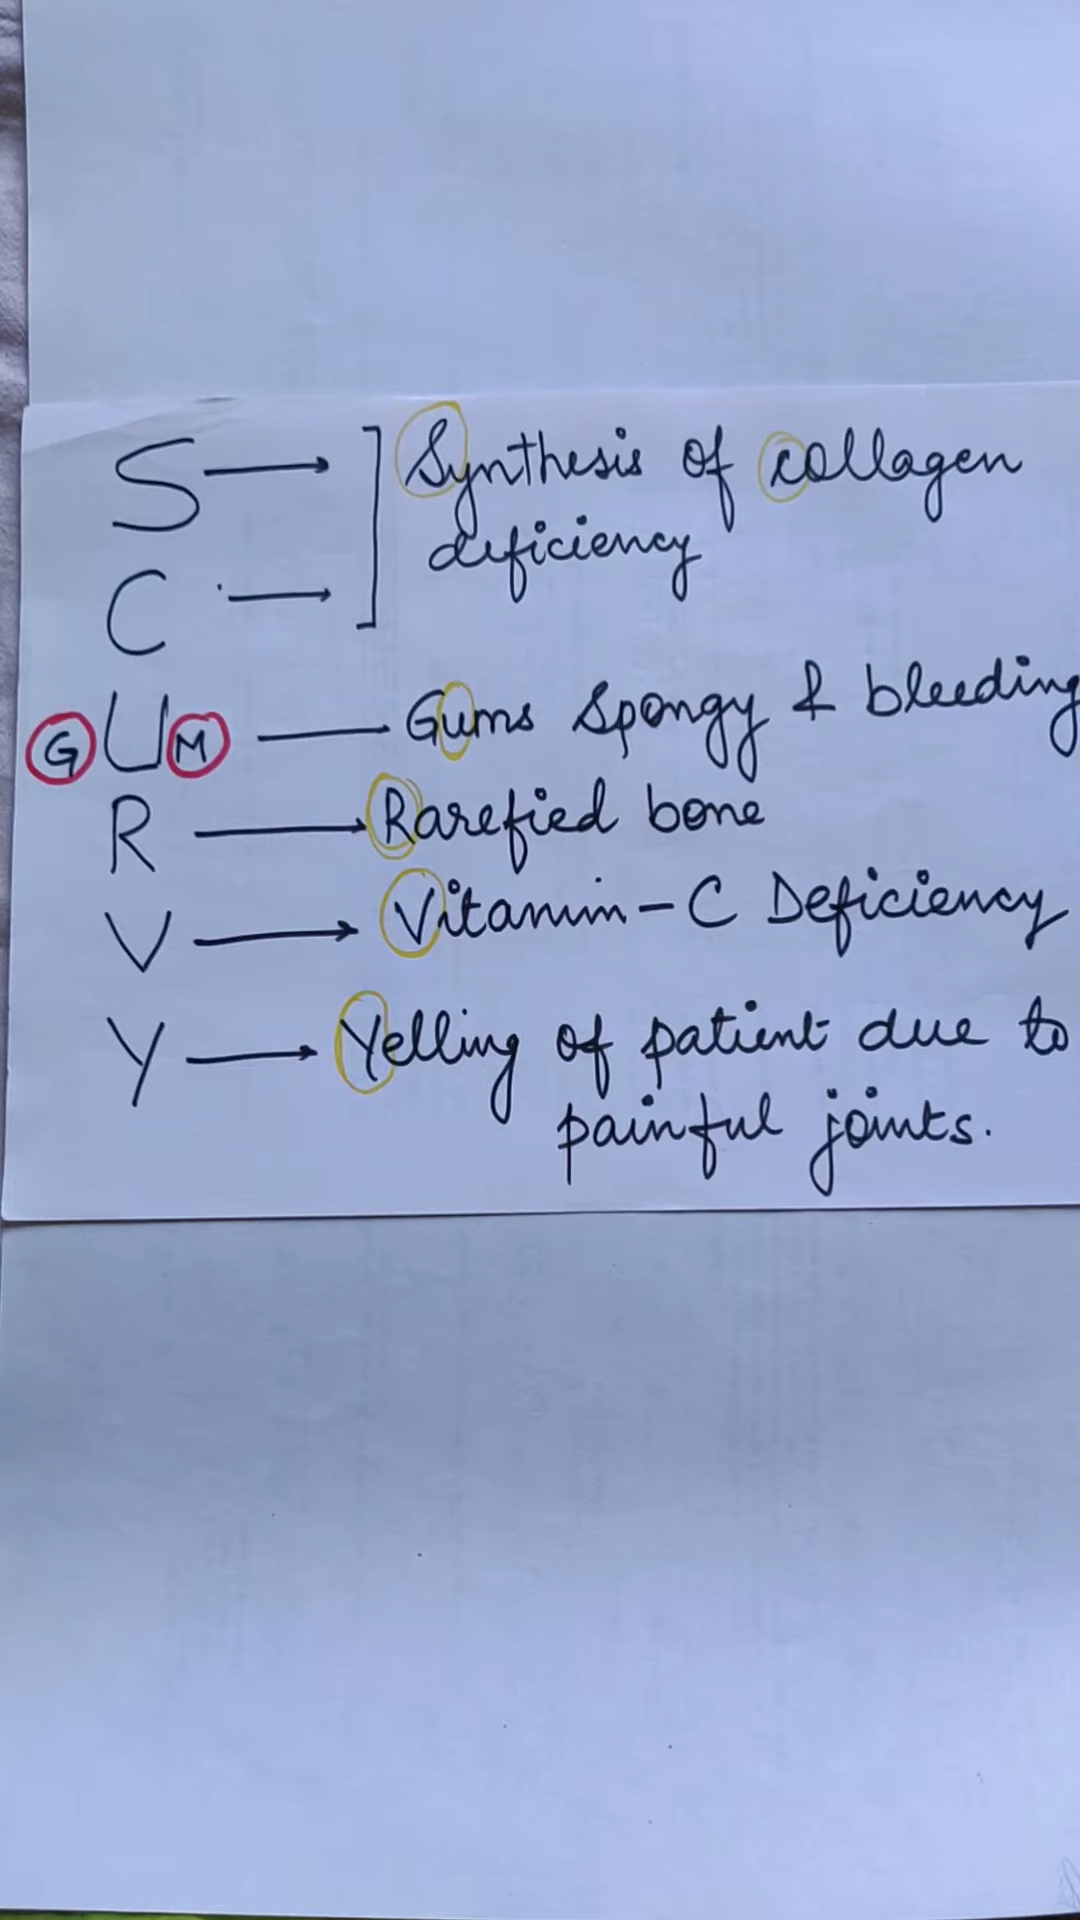 S → ] Synthesis of collagen
deficiency
C →
G U M — Gums spongy & bleeding
R → Rarefied bone
V → Vitamin-C Deficiency
Y → Yelling of patient due to
painful joints.